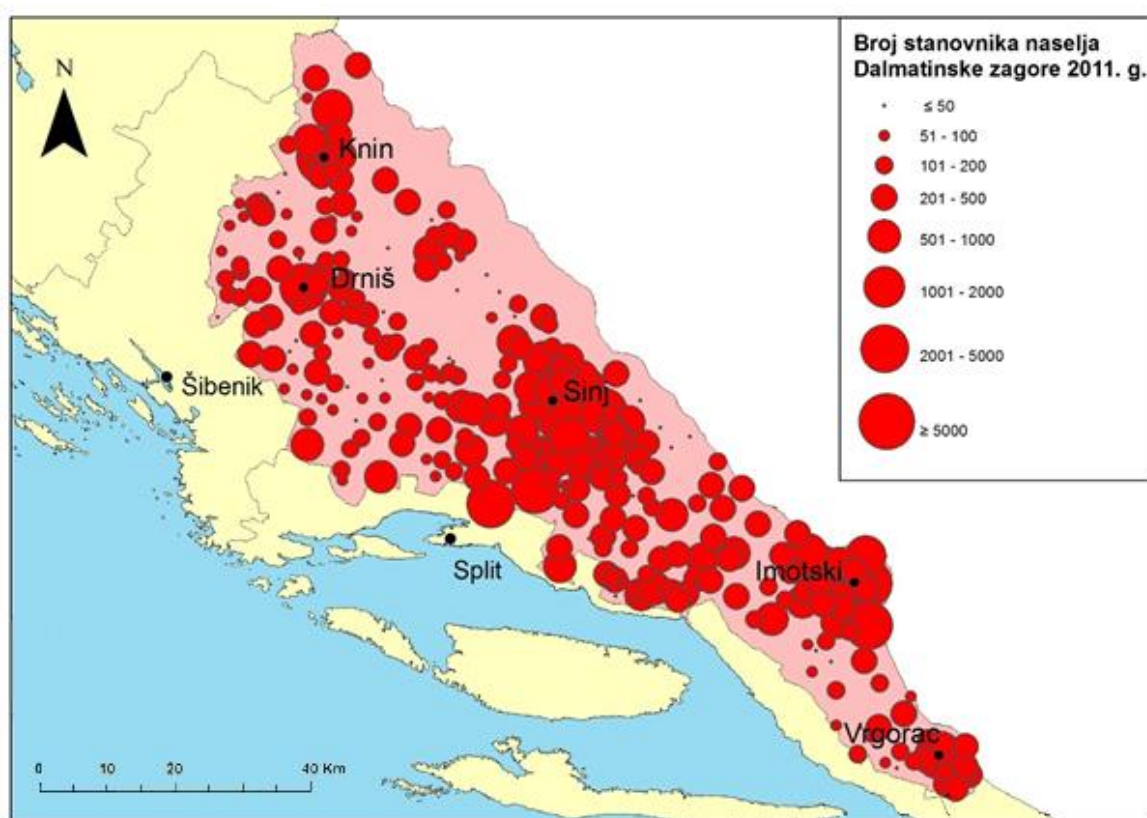 Broj stanovnika naselja
Dalmatinske zagore 2011. g.
≤ 50
51 - 100
101 - 200
201 - 500
501 - 1000
1001 - 2000
2001 - 5000
≥ 5000
N
Knin
Drniš
Šibenik
Sinj
Split
Imotski
Vrgorac
0 10 20 40 Km